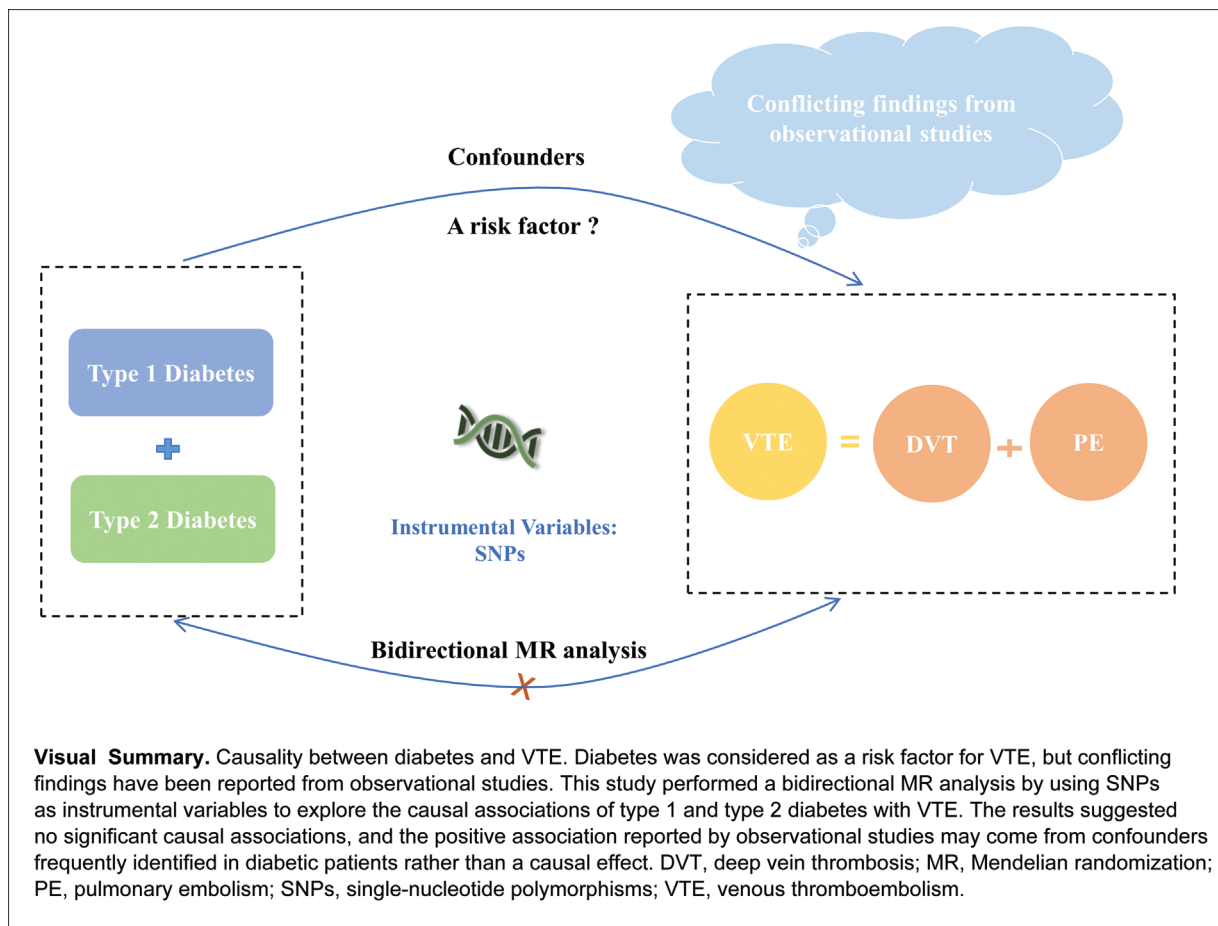 Conflicting findings from
observational studies
Confounders
A risk factor ?
Type 1 Diabetes
+
Type 2 Diabetes
Instrumental Variables:
SNPs
VTE = DVT + PE
Bidirectional MR analysis
X
Visual Summary. Causality between diabetes and VTE. Diabetes was considered as a risk factor for VTE, but conflicting
findings have been reported from observational studies. This study performed a bidirectional MR analysis by using SNPs
as instrumental variables to explore the causal associations of type 1 and type 2 diabetes with VTE. The results suggested
no significant causal associations, and the positive association reported by observational studies may come from confounders
frequently identified in diabetic patients rather than a causal effect. DVT, deep vein thrombosis; MR, Mendelian randomization;
PE, pulmonary embolism; SNPs, single-nucleotide polymorphisms; VTE, venous thromboembolism.